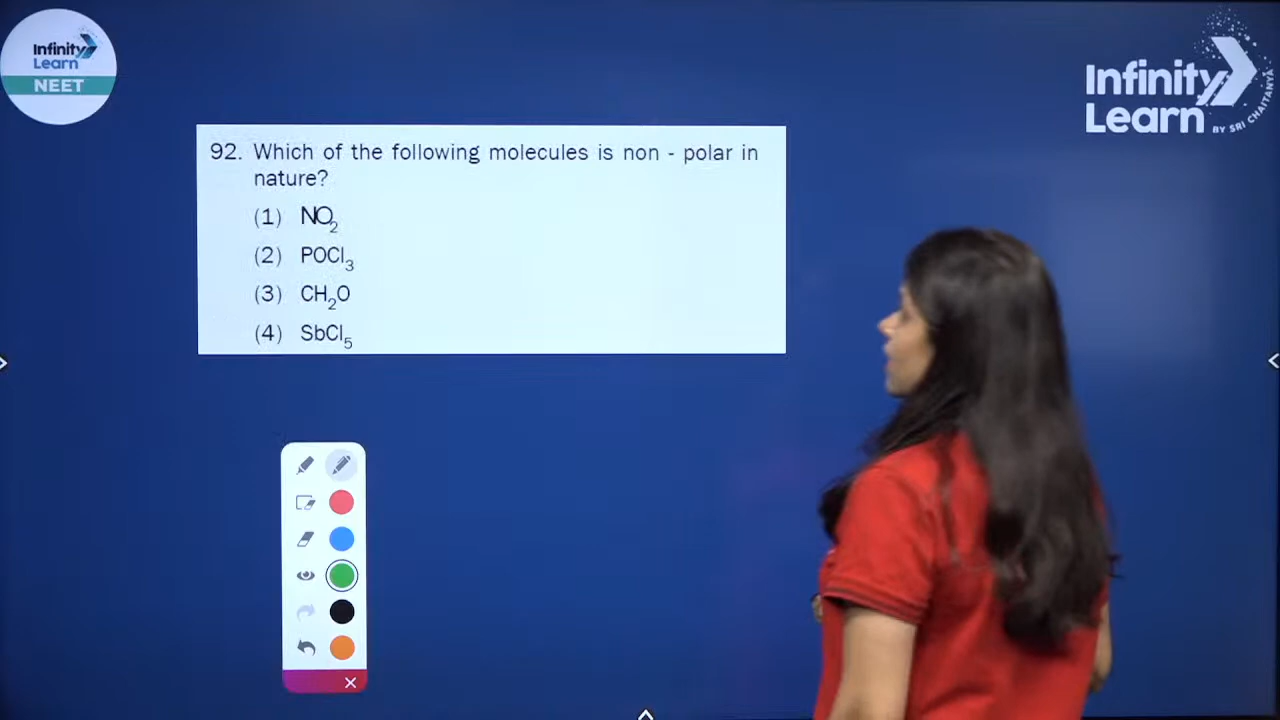 Infinity
Learn
NEET
Infinity
Learn
BY SRI CHAITANYA
92. Which of the following molecules is non - polar in
nature?
(1) NO₂
(2) POCl₃
(3) CH₂O
(4) SbCl₅